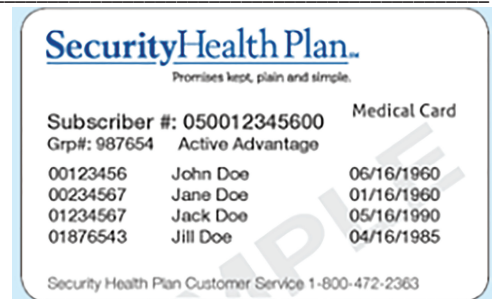 SecurityHealth Plan℠
Promises kept, plain and simple.
Medical Card
Subscriber #: 050012345600
Grp#: 987654 Active Advantage
00123456 John Doe 06/16/1960
00234567 Jane Doe 01/16/1960
01234567 Jack Doe 05/16/1990
01876543 Jill Doe 04/16/1985
SAMPLE
Security Health Plan Customer Service 1-800-472-2363